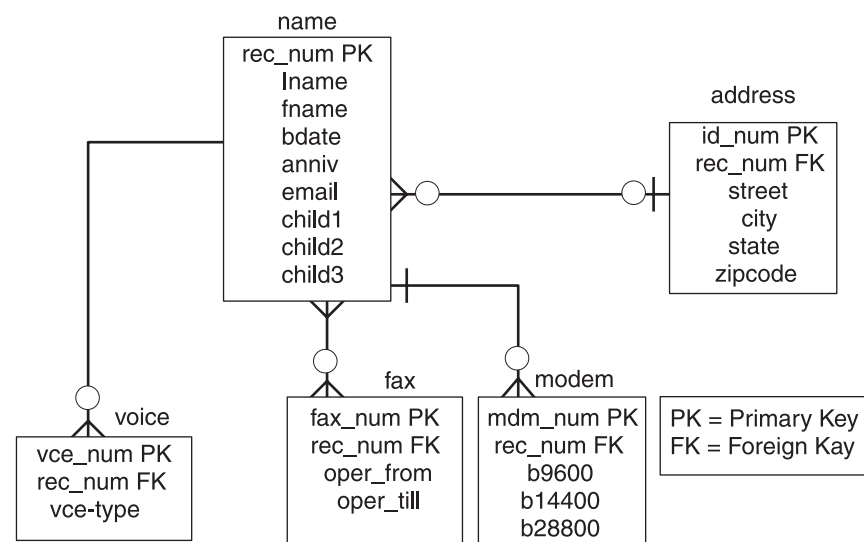 name
rec_num PK
lname
fname
bdate
anniv
email
child1
child2
child3
address
id_num PK
rec_num FK
street
city
state
zipcode
voice
vce_num PK
rec_num FK
vce-type
fax
fax_num PK
rec_num FK
oper_from
oper_till
modem
mdm_num PK
rec_num FK
b9600
b14400
b28800
PK = Primary Key
FK = Foreign Kay